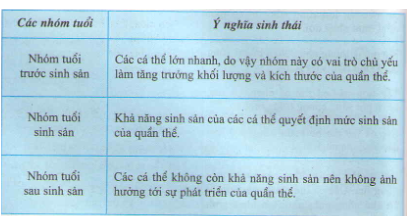 Các nhóm tuổi
Ý nghĩa sinh thái
Nhóm tuổi
trước sinh sản
Các cá thể lớn nhanh, do vậy nhóm này có vai trò chủ yếu
làm tăng trưởng khối lượng và kích thước của quần thể.
Nhóm tuổi
sinh sản
Khả năng sinh sản của các cá thể quyết định mức sinh sản
của quần thể.
Nhóm tuổi
sau sinh sản
Các cá thể không còn khả năng sinh sản nên không ảnh
hưởng tới sự phát triển của quần thể.